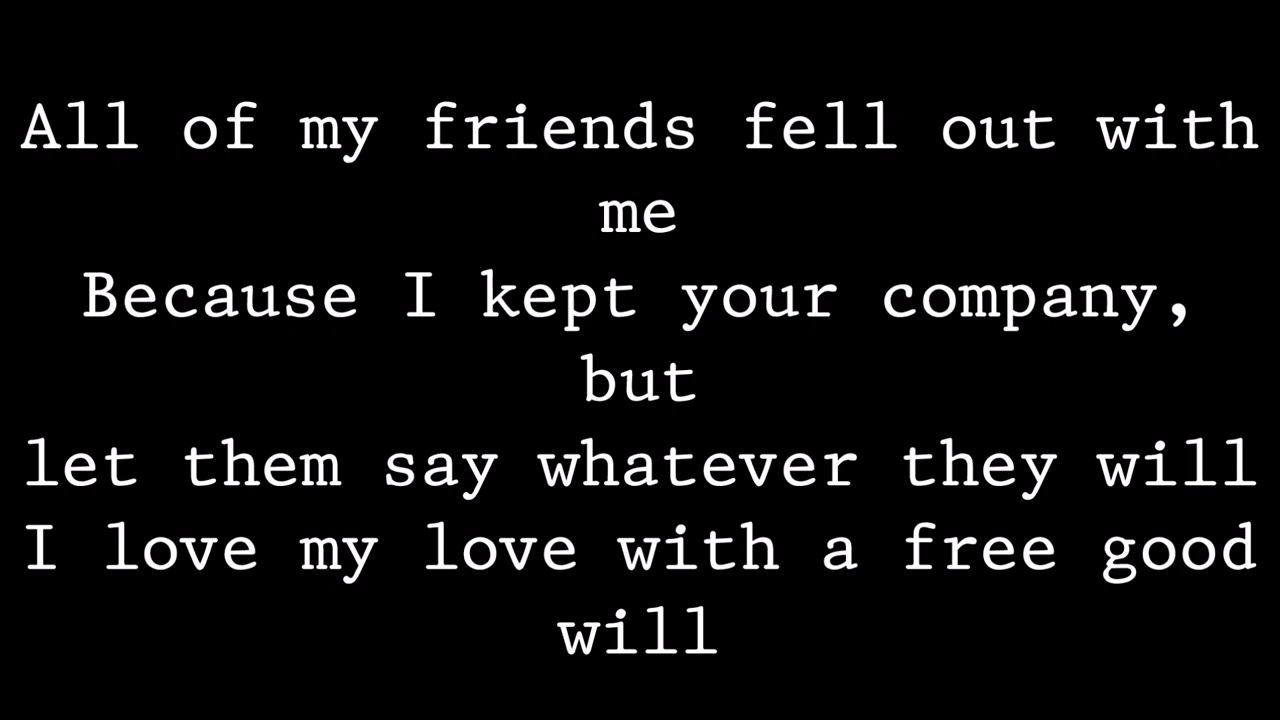 All of my friends fell out with
me
Because I kept your company,
but
let them say whatever they will
I love my love with a free good
will